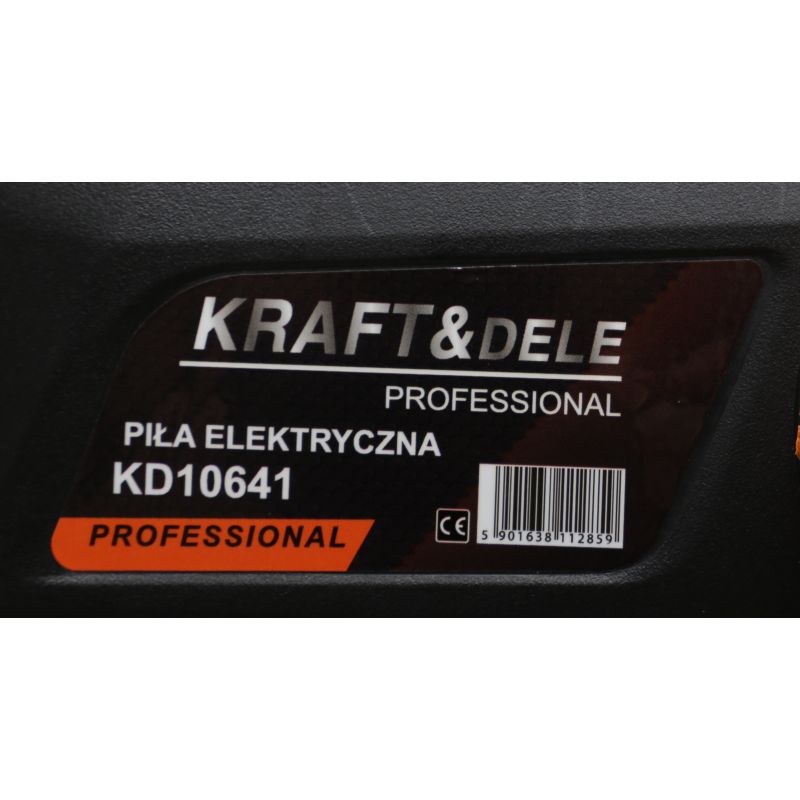 KRAFT&DELE
PROFESSIONAL
PIŁA ELEKTRYCZNA
KD10641
PROFESSIONAL
CE
5 901638 112859